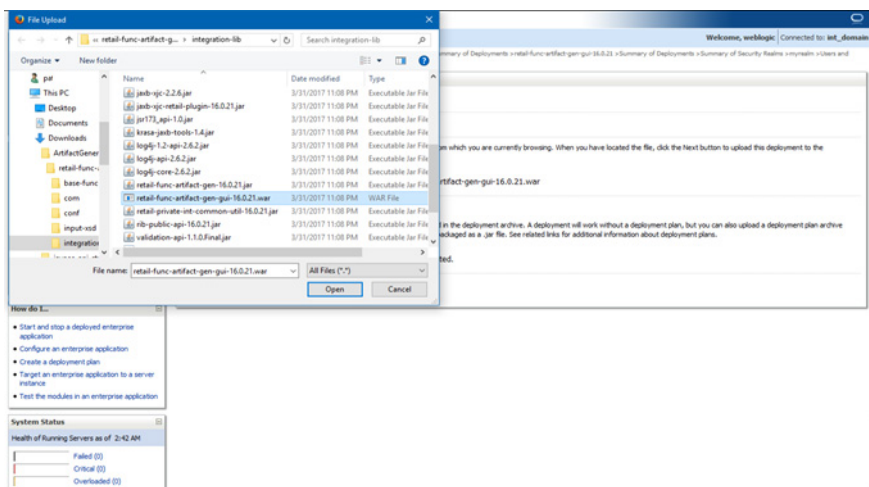 File Upload
« retail-func-artifact-g... > integration-lib
Search integration-lib
Organize
New folder
Name
Date modified
Type
This PC
Desktop
Documents
Downloads
ArtifactGener
retail-func-
base-func
com
conf
input-xsd
integration
jaxb-xjc-2.2.6.jar 3/31/2017 11:08 PM Executable Jar File
jaxb-xjc-retail-plugin-16.0.21.jar 3/31/2017 11:08 PM Executable Jar File
jsr173_api-1.0.jar 3/31/2017 11:08 PM Executable Jar File
krasa-jaxb-tools-1.4.jar 3/31/2017 11:08 PM Executable Jar File
log4j-1.2-api-2.6.2.jar 3/31/2017 11:08 PM Executable Jar File
log4j-api-2.6.2.jar 3/31/2017 11:08 PM Executable Jar File
log4j-core-2.6.2.jar 3/31/2017 11:08 PM Executable Jar File
retail-func-artifact-gen-16.0.21.jar 3/31/2017 11:08 PM Executable Jar File
retail-func-artifact-gen-gui-16.0.21.war 3/31/2017 11:08 PM WAR File
retail-private-int-common-util-16.0.21.jar 3/31/2017 11:08 PM Executable Jar File
rib-public-api-16.0.21.jar 3/31/2017 11:08 PM Executable Jar File
validation-api-1.1.0.Final.jar 3/31/2017 11:08 PM Executable Jar File
File name: retail-func-artifact-gen-gui-16.0.21.war
All Files (*.*)
Open
Cancel
Welcome, weblogic
Connected to: int_domain
mmary of Deployments >retail-func-artifact-gen-gui-16.0.21 >Summary of Deployments >Summary of Security Realms >myrealm >Users and
om which you are currently browsing. When you have located the file, click the Next button to upload this deployment to the
rtifact-gen-gui-16.0.21.war
d in the deployment archive. A deployment will work without a deployment plan, but you can also upload a deployment plan archive
packaged as a .jar file. See related links for additional information about deployment plans.
ted.
How do I...
Start and stop a deployed enterprise
application
Configure an enterprise application
Create a deployment plan
Target an enterprise application to a server
instance
Test the modules in an enterprise application
System Status
Health of Running Servers as of 2:42 AM
Failed (0)
Critical (0)
Overloaded (0)